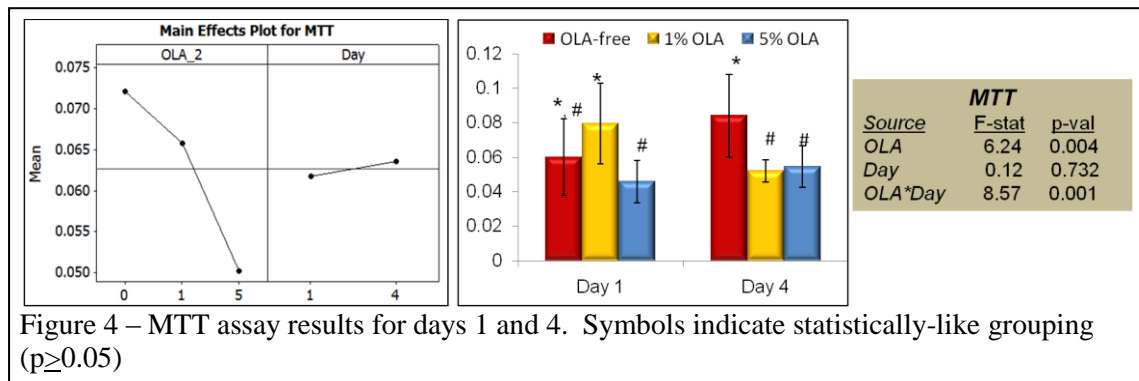 Main Effects Plot for MTT
OLA_2 Day
0.075
0.070
0.065
0.060
0.055
0.050
Mean
0 1 5 1 4
OLA-free 1% OLA 5% OLA
0.12
0.1
0.08
0.06
0.04
0.02
0
* # * #
* # #
Day 1 Day 4
MTT
Source F-stat p-val
OLA 6.24 0.004
Day 0.12 0.732
OLA*Day 8.57 0.001
Figure 4 – MTT assay results for days 1 and 4. Symbols indicate statistically-like grouping
(p≥0.05)